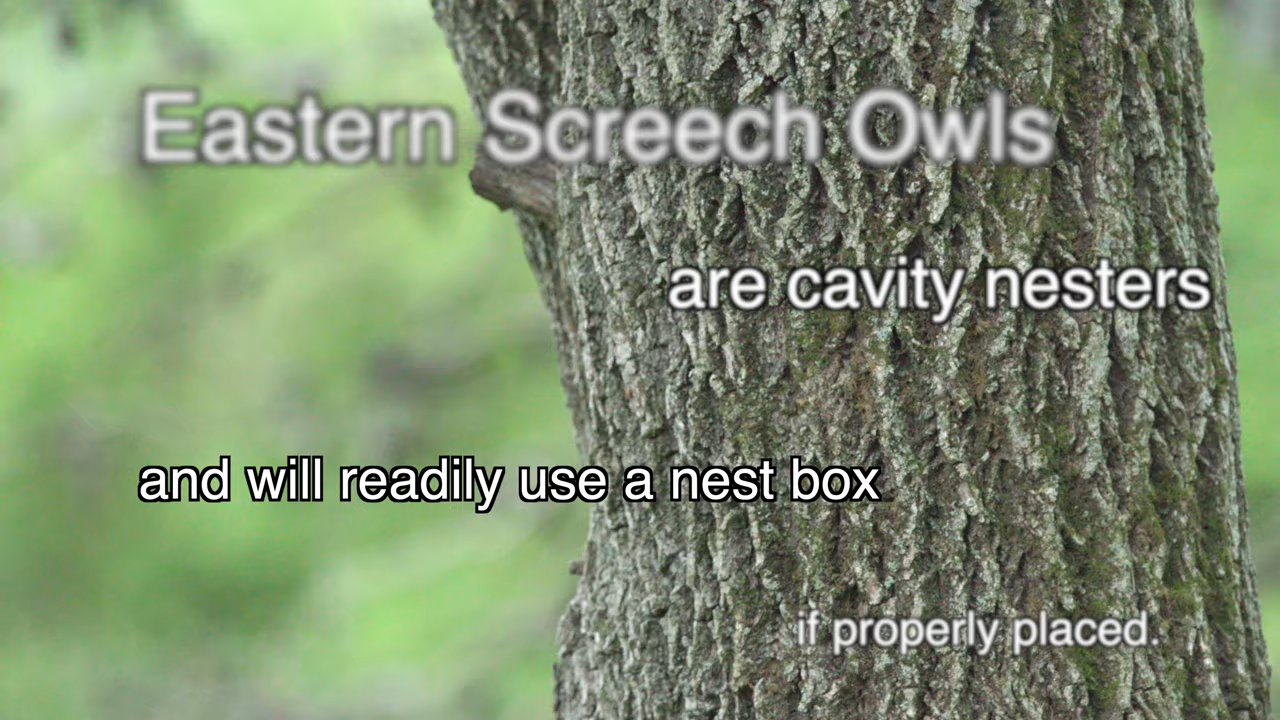 Eastern Screech Owls
are cavity nesters
and will readily use a nest box
if properly placed.